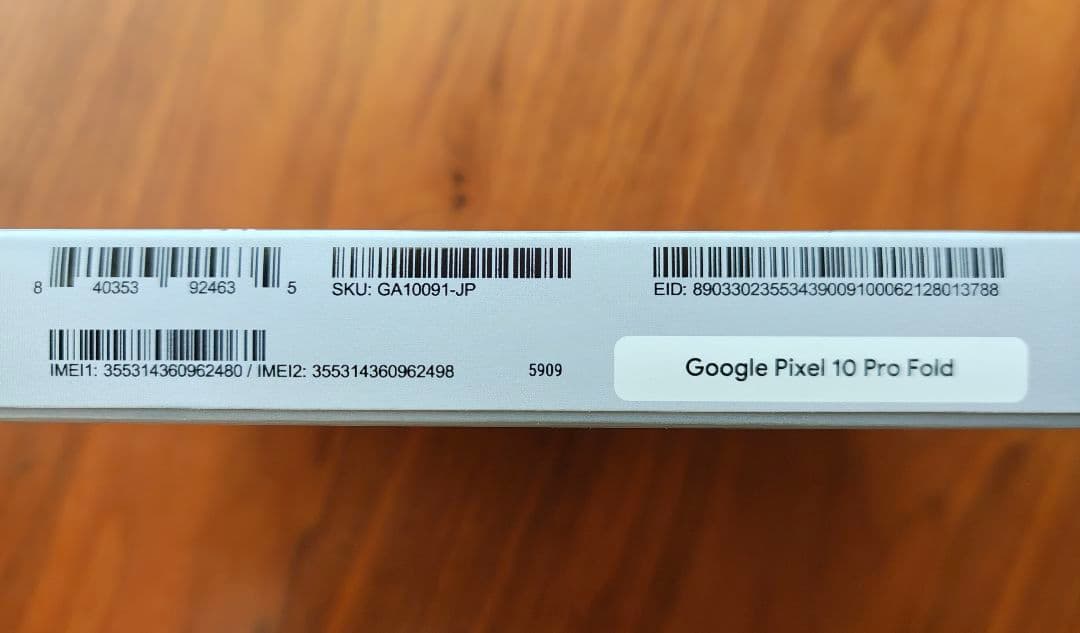 8 40353 92463 5
SKU: GA10091-JP
EID: 89033023553439009100062128013788
IMEI1: 355314360962480 / IMEI2: 355314360962498
5909
Google Pixel 10 Pro Fold